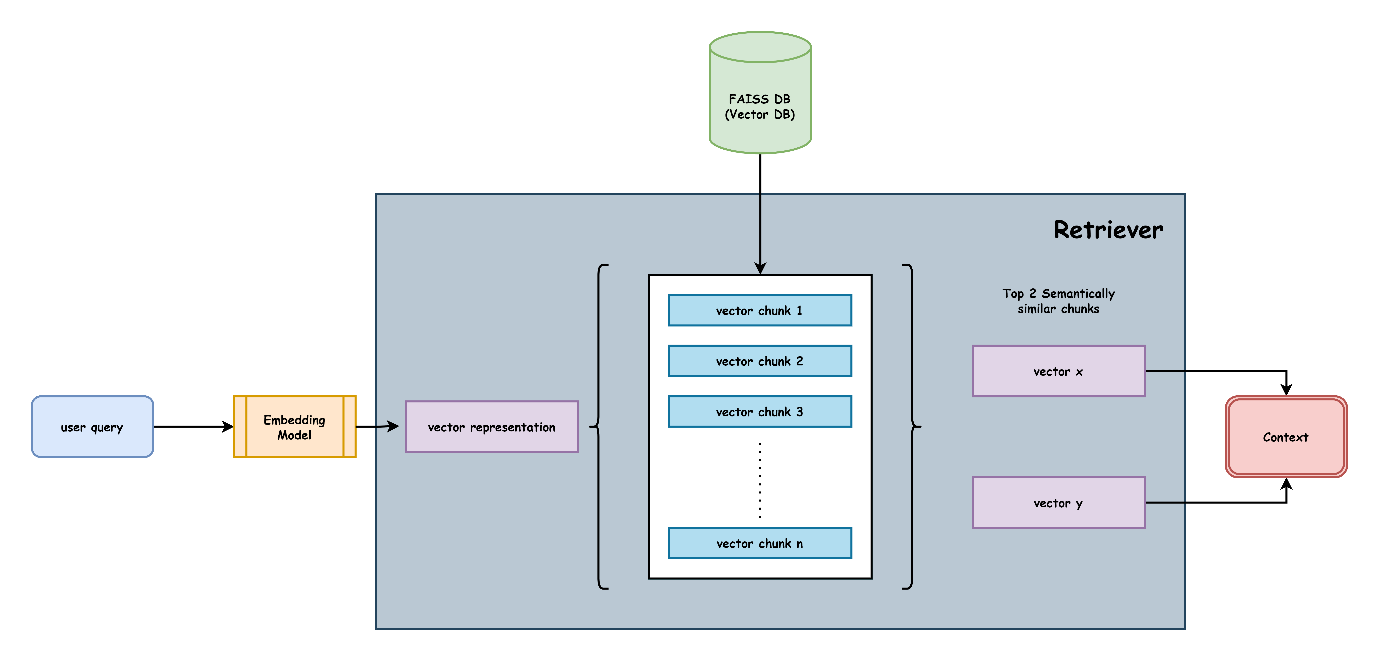 FAISS DB
(Vector DB)
Retriever
Top 2 Semantically
similar chunks
vector chunk 1
vector chunk 2
vector chunk 3
vector chunk n
user query
Embedding
Model
vector representation
vector x
vector y
Context